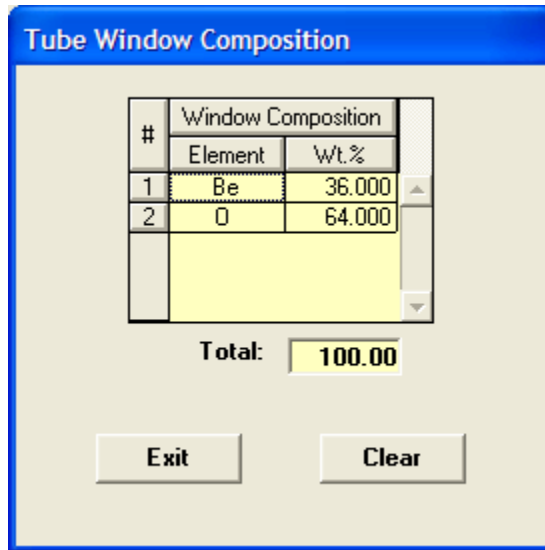 Tube Window Composition
# Window Composition
Element Wt.%
1 Be 36.000
2 O 64.000
Total: 100.00
Exit Clear